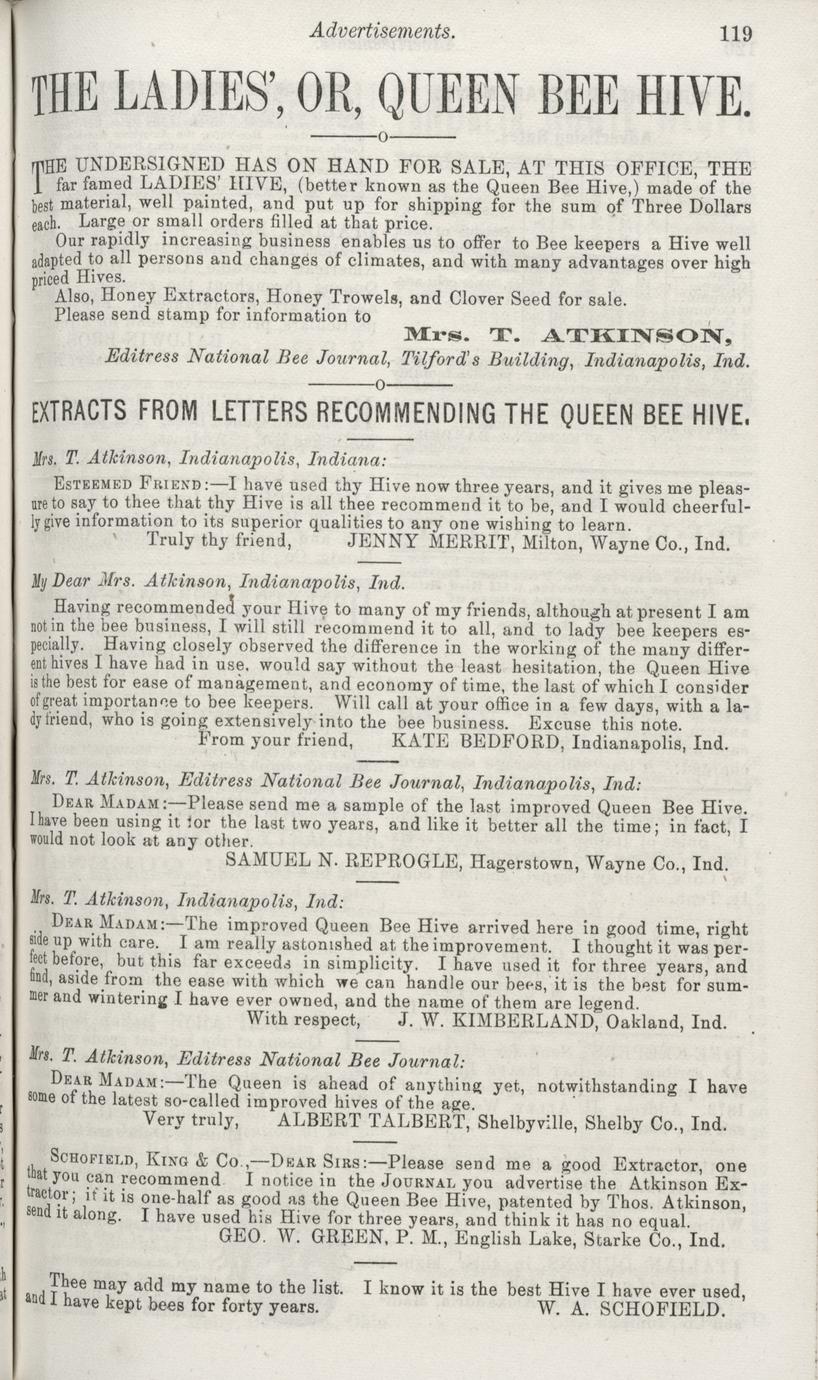 Advertisements. 119
THE LADIES', OR, QUEEN BEE HIVE.
o
THE UNDERSIGNED HAS ON HAND FOR SALE, AT THIS OFFICE, THE
far famed LADIES' HIVE, (better known as the Queen Bee Hive,) made of the
best material, well painted, and put up for shipping for the sum of Three Dollars
each. Large or small orders filled at that price.
Our rapidly increasing business enables us to offer to Bee keepers a Hive well
adapted to all persons and changes of climates, and with many advantages over high
priced Hives.
Also, Honey Extractors, Honey Trowels, and Clover Seed for sale.
Please send stamp for information to
Mrs. T. ATKINSON,
Editress National Bee Journal, Tilford's Building, Indianapolis, Ind.
o
EXTRACTS FROM LETTERS RECOMMENDING THE QUEEN BEE HIVE.
Mrs. T. Atkinson, Indianapolis, Indiana:
ESTEEMED FRIEND:—I have used thy Hive now three years, and it gives me pleas-
ure to say to thee that thy Hive is all thee recommend it to be, and I would cheerful-
ly give information to its superior qualities to any one wishing to learn.
Truly thy friend, JENNY MERRIT, Milton, Wayne Co., Ind.
My Dear Mrs. Atkinson, Indianapolis, Ind.
Having recommended your Hive to many of my friends, although at present I am
not in the bee business, I will still recommend it to all, and to lady bee keepers es-
pecially. Having closely observed the difference in the working of the many differ-
ent hives I have had in use, would say without the least hesitation, the Queen Hive
is the best for ease of management, and economy of time, the last of which I consider
of great importance to bee keepers. Will call at your office in a few days, with a la-
dy friend, who is going extensively into the bee business. Excuse this note.
From your friend, KATE BEDFORD, Indianapolis, Ind.
Mrs. T. Atkinson, Editress National Bee Journal, Indianapolis, Ind:
DEAR MADAM:—Please send me a sample of the last improved Queen Bee Hive.
I have been using it for the last two years, and like it better all the time; in fact, I
would not look at any other.
SAMUEL N. REPROGLE, Hagerstown, Wayne Co., Ind.
Mrs. T. Atkinson, Indianapolis, Ind:
DEAR MADAM:—The improved Queen Bee Hive arrived here in good time, right
side up with care. I am really astonished at the improvement. I thought it was per-
fect before, but this far exceeds in simplicity. I have used it for three years, and
find, aside from the ease with which we can handle our bees, it is the best for sum-
mer and wintering I have ever owned, and the name of them are legend.
With respect, J. W. KIMBERLAND, Oakland, Ind.
Mrs. T. Atkinson, Editress National Bee Journal:
DEAR MADAM:—The Queen is ahead of anything yet, notwithstanding I have
some of the latest so-called improved hives of the age.
Very truly, ALBERT TALBERT, Shelbyville, Shelby Co., Ind.
SCHOFIELD, KING & Co.,—DEAR SIRS:—Please send me a good Extractor, one
that you can recommend I notice in the JOURNAL you advertise the Atkinson Ex-
tractor; if it is one-half as good as the Queen Bee Hive, patented by Thos. Atkinson,
send it along. I have used his Hive for three years, and think it has no equal.
GEO. W. GREEN, P. M., English Lake, Starke Co., Ind.
Thee may add my name to the list. I know it is the best Hive I have ever used,
and I have kept bees for forty years. W. A. SCHOFIELD.